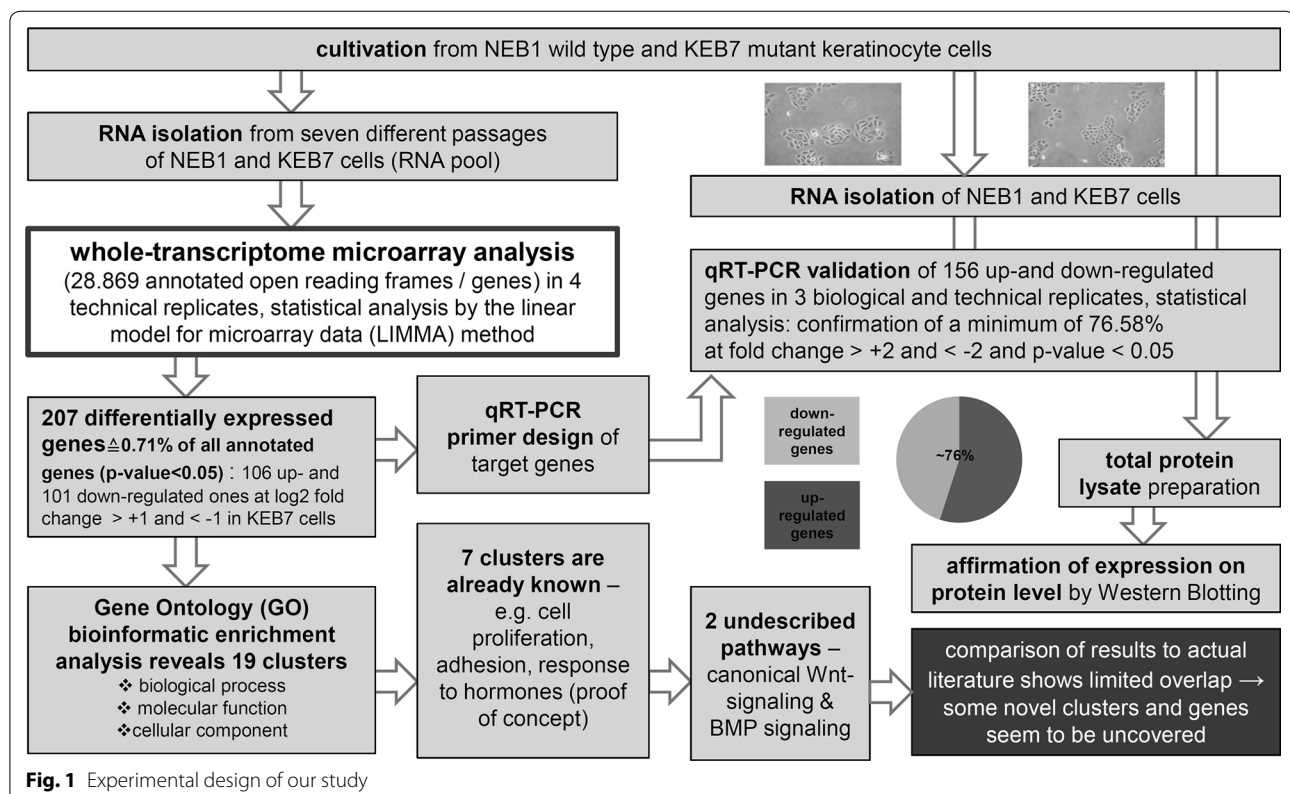 cultivation from NEB1 wild type and KEB7 mutant keratinocyte cells
RNA isolation from seven different passages
of NEB1 and KEB7 cells (RNA pool)
RNA isolation of NEB1 and KEB7 cells
whole-transcriptome microarray analysis
(28.869 annotated open reading frames / genes) in 4
technical replicates, statistical analysis by the linear
model for microarray data (LIMMA) method
qRT-PCR validation of 156 up-and down-regulated
genes in 3 biological and technical replicates, statistical
analysis: confirmation of a minimum of 76.58%
at fold change > +2 and < -2 and p-value < 0.05
207 differentially expressed
genes≙0.71% of all annotated
genes (p-value<0.05) : 106 up- and
101 down-regulated ones at log2 fold
change > +1 and < -1 in KEB7 cells
qRT-PCR
primer design of
target genes
down-
regulated
genes
up-
regulated
genes
~76%
total protein
lysate preparation
affirmation of expression on
protein level by Western Blotting
Gene Ontology (GO)
bioinformatic enrichment
analysis reveals 19 clusters
❖ biological process
❖ molecular function
❖cellular component
7 clusters are
already known –
e.g. cell
proliferation,
adhesion, response
to hormones (proof
of concept)
2 undescribed
pathways –
canonical Wnt-
signaling &
BMP signaling
comparison of results to actual
literature shows limited overlap →
some novel clusters and genes
seem to be uncovered
Fig. 1 Experimental design of our study